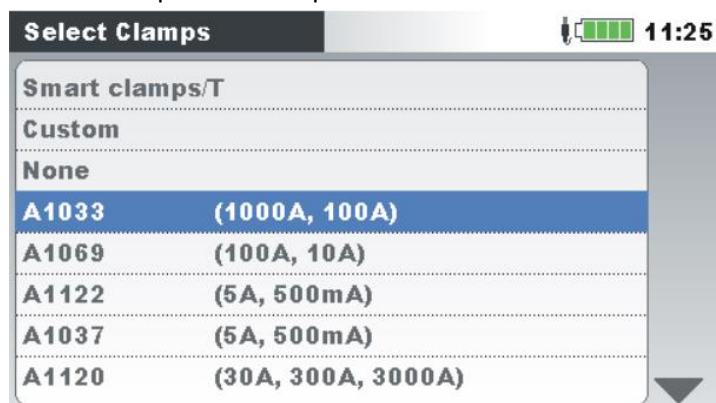 Select Clamps 11:25
Smart clamps/T
Custom
None
A1033 (1000A, 100A)
A1069 (100A, 10A)
A1122 (5A, 500mA)
A1037 (5A, 500mA)
A1120 (30A, 300A, 3000A)